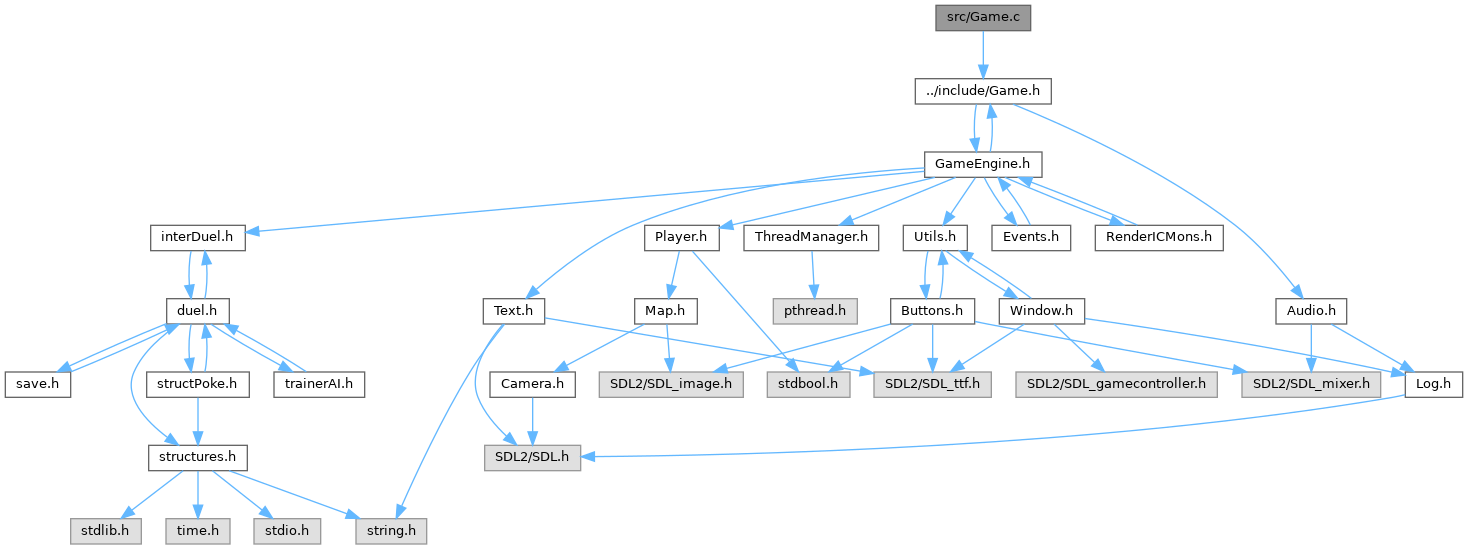 src/Game.c
../include/Game.h
GameEngine.h
interDuel.h
Player.h
ThreadManager.h
Utils.h
Events.h
RenderICMons.h
duel.h
Text.h
Map.h
pthread.h
Buttons.h
Window.h
Audio.h
save.h
structPoke.h
trainerAI.h
Camera.h
SDL2/SDL_image.h
stdbool.h
SDL2/SDL_ttf.h
SDL2/SDL_gamecontroller.h
SDL2/SDL_mixer.h
Log.h
structures.h
SDL2/SDL.h
stdlib.h
time.h
stdio.h
string.h